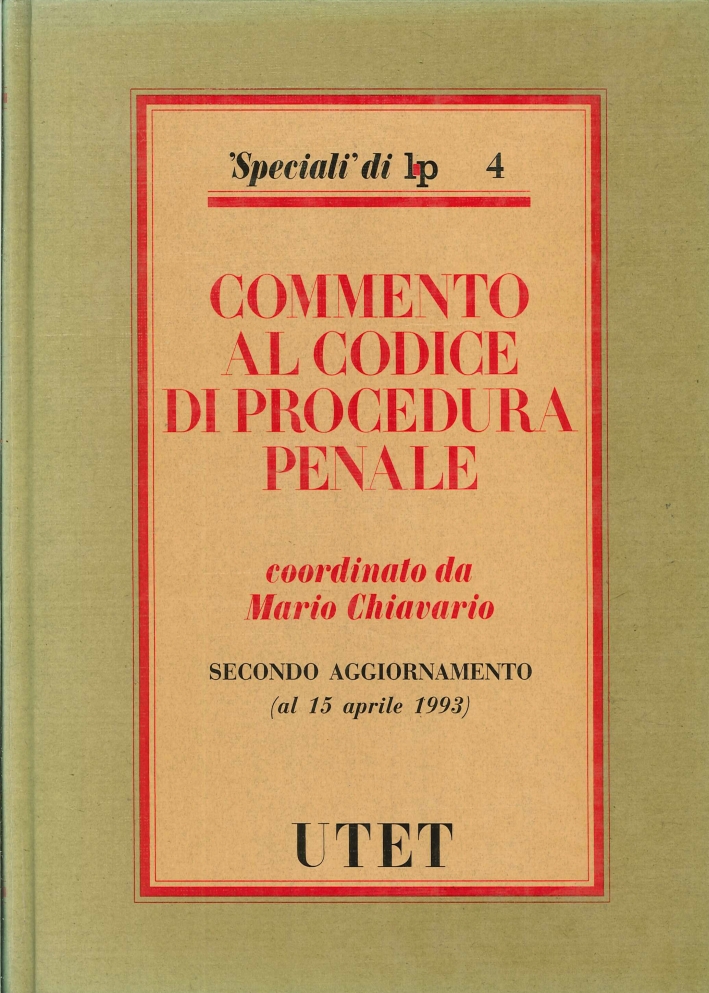 'Speciali' di lp 4
COMMENTO
AL CODICE
DI PROCEDURA
PENALE
coordinato da
Mario Chiavario
SECONDO AGGIORNAMENTO
(al 15 aprile 1993)
UTET